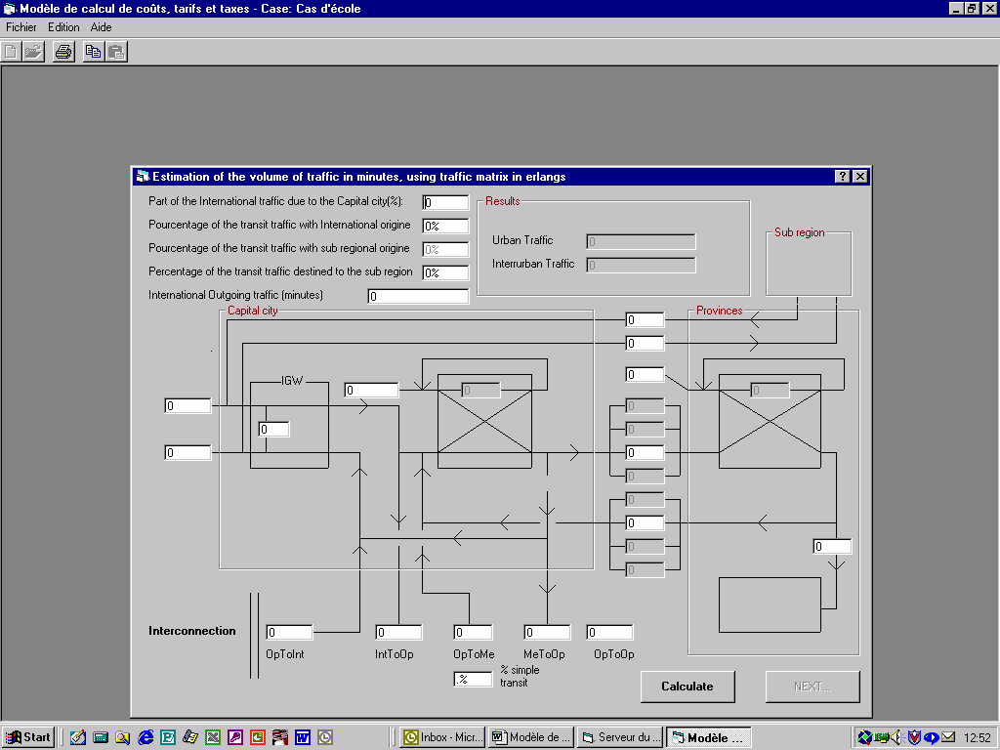 Modèle de calcul de coûts, tarifs et taxes - Case: Cas d'école
Fichier Edition Aide
Estimation of the volume of traffic in minutes, using traffic matrix in erlangs
Part of the International traffic due to the Capital city(%): 0
Pourcentage of the transit traffic with International origine 0%
Pourcentage of the transit traffic with sub regional origine 0%
Percentage of the transit traffic destined to the sub region 0%
International Outgoing traffic (minutes) 0
Results
Urban Traffic 0
Interrurban Traffic 0
Sub region
Capital city
Provinces
0
0
0
IGW
0 0 0
0 0
0 0
0 0
0
0
0
0 0
0
Interconnection 0 0 0 0 0
OpToInt IntToOp OpToMe MeToOp OpToOp
.% % simple
transit
Calculate NEXT...
Start Inbox - Micr... Modèle de ... Serveur du ... Modèle ... 12:52